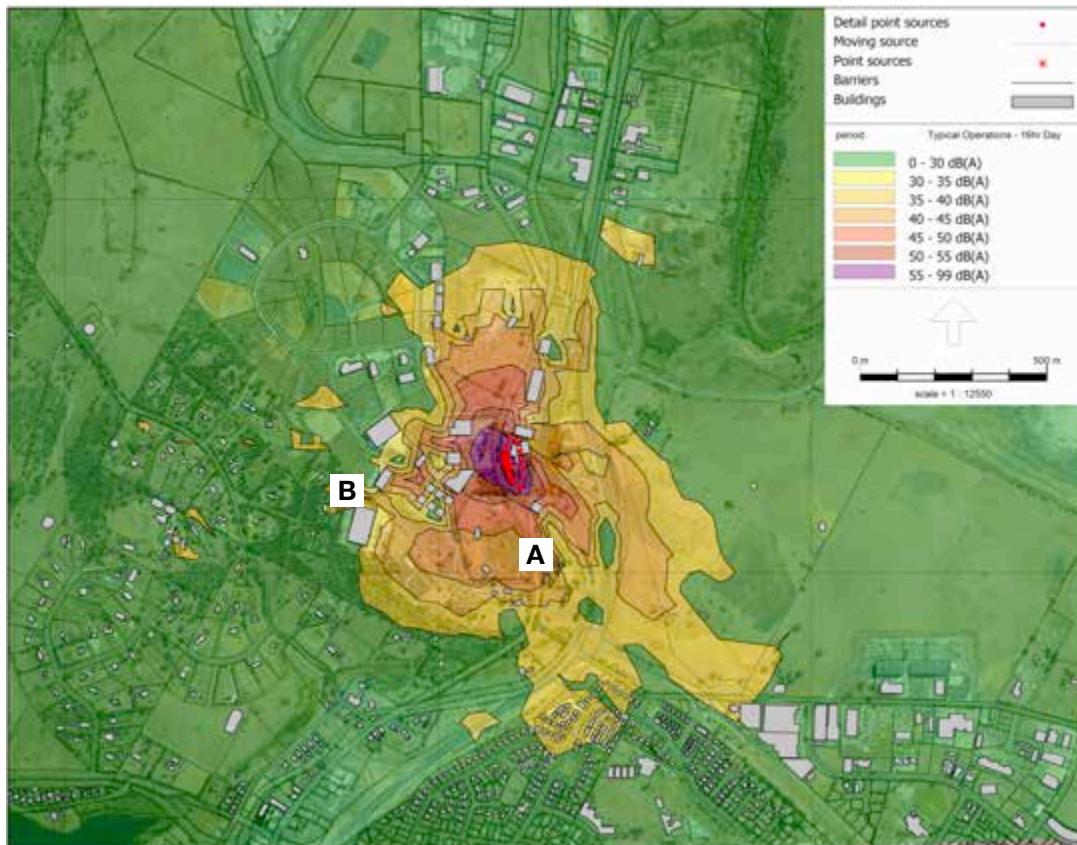 Detail point sources
Moving source
Point sources
Barriers
Buildings
period Typical Operations - 16hr Day
0 - 30 dB(A)
30 - 35 dB(A)
35 - 40 dB(A)
40 - 45 dB(A)
45 - 50 dB(A)
50 - 55 dB(A)
55 - 99 dB(A)
0 m 500 m
scale = 1 : 12550
B
A